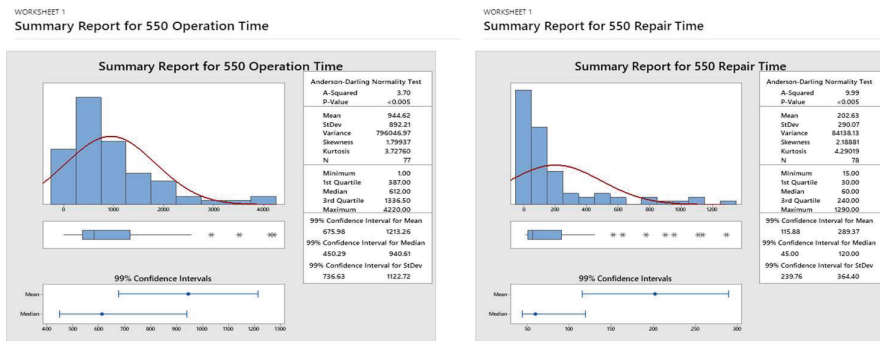 WORKSHEET 1
Summary Report for 550 Operation Time
Summary Report for 550 Operation Time
Anderson-Darling Normality Test
A-Squared 3.70
P-Value <0.005
Mean 944.62
StDev 892.21
Variance 796046.97
Skewness 1.79937
Kurtosis 3.72760
N 77
Minimum 1.00
1st Quartile 387.00
Median 612.00
3rd Quartile 1336.50
Maximum 4220.00
99% Confidence Interval for Mean
675.98 1213.26
99% Confidence Interval for Median
450.29 940.61
99% Confidence Interval for StDev
736.63 1122.72
0 1000 2000 3000 4000
99% Confidence Intervals
Mean
Median
400 500 600 700 800 900 1000 1100 1200 1300
WORKSHEET 1
Summary Report for 550 Repair Time
Summary Report for 550 Repair Time
Anderson-Darling Normality Test
A-Squared 9.99
P-Value <0.005
Mean 202.63
StDev 290.07
Variance 84138.13
Skewness 2.18881
Kurtosis 4.29019
N 78
Minimum 15.00
1st Quartile 30.00
Median 60.00
3rd Quartile 240.00
Maximum 1290.00
99% Confidence Interval for Mean
115.88 289.37
99% Confidence Interval for Median
45.00 120.00
99% Confidence Interval for StDev
239.76 364.40
0 200 400 600 800 1000 1200
99% Confidence Intervals
Mean
Median
50 100 150 200 250 300